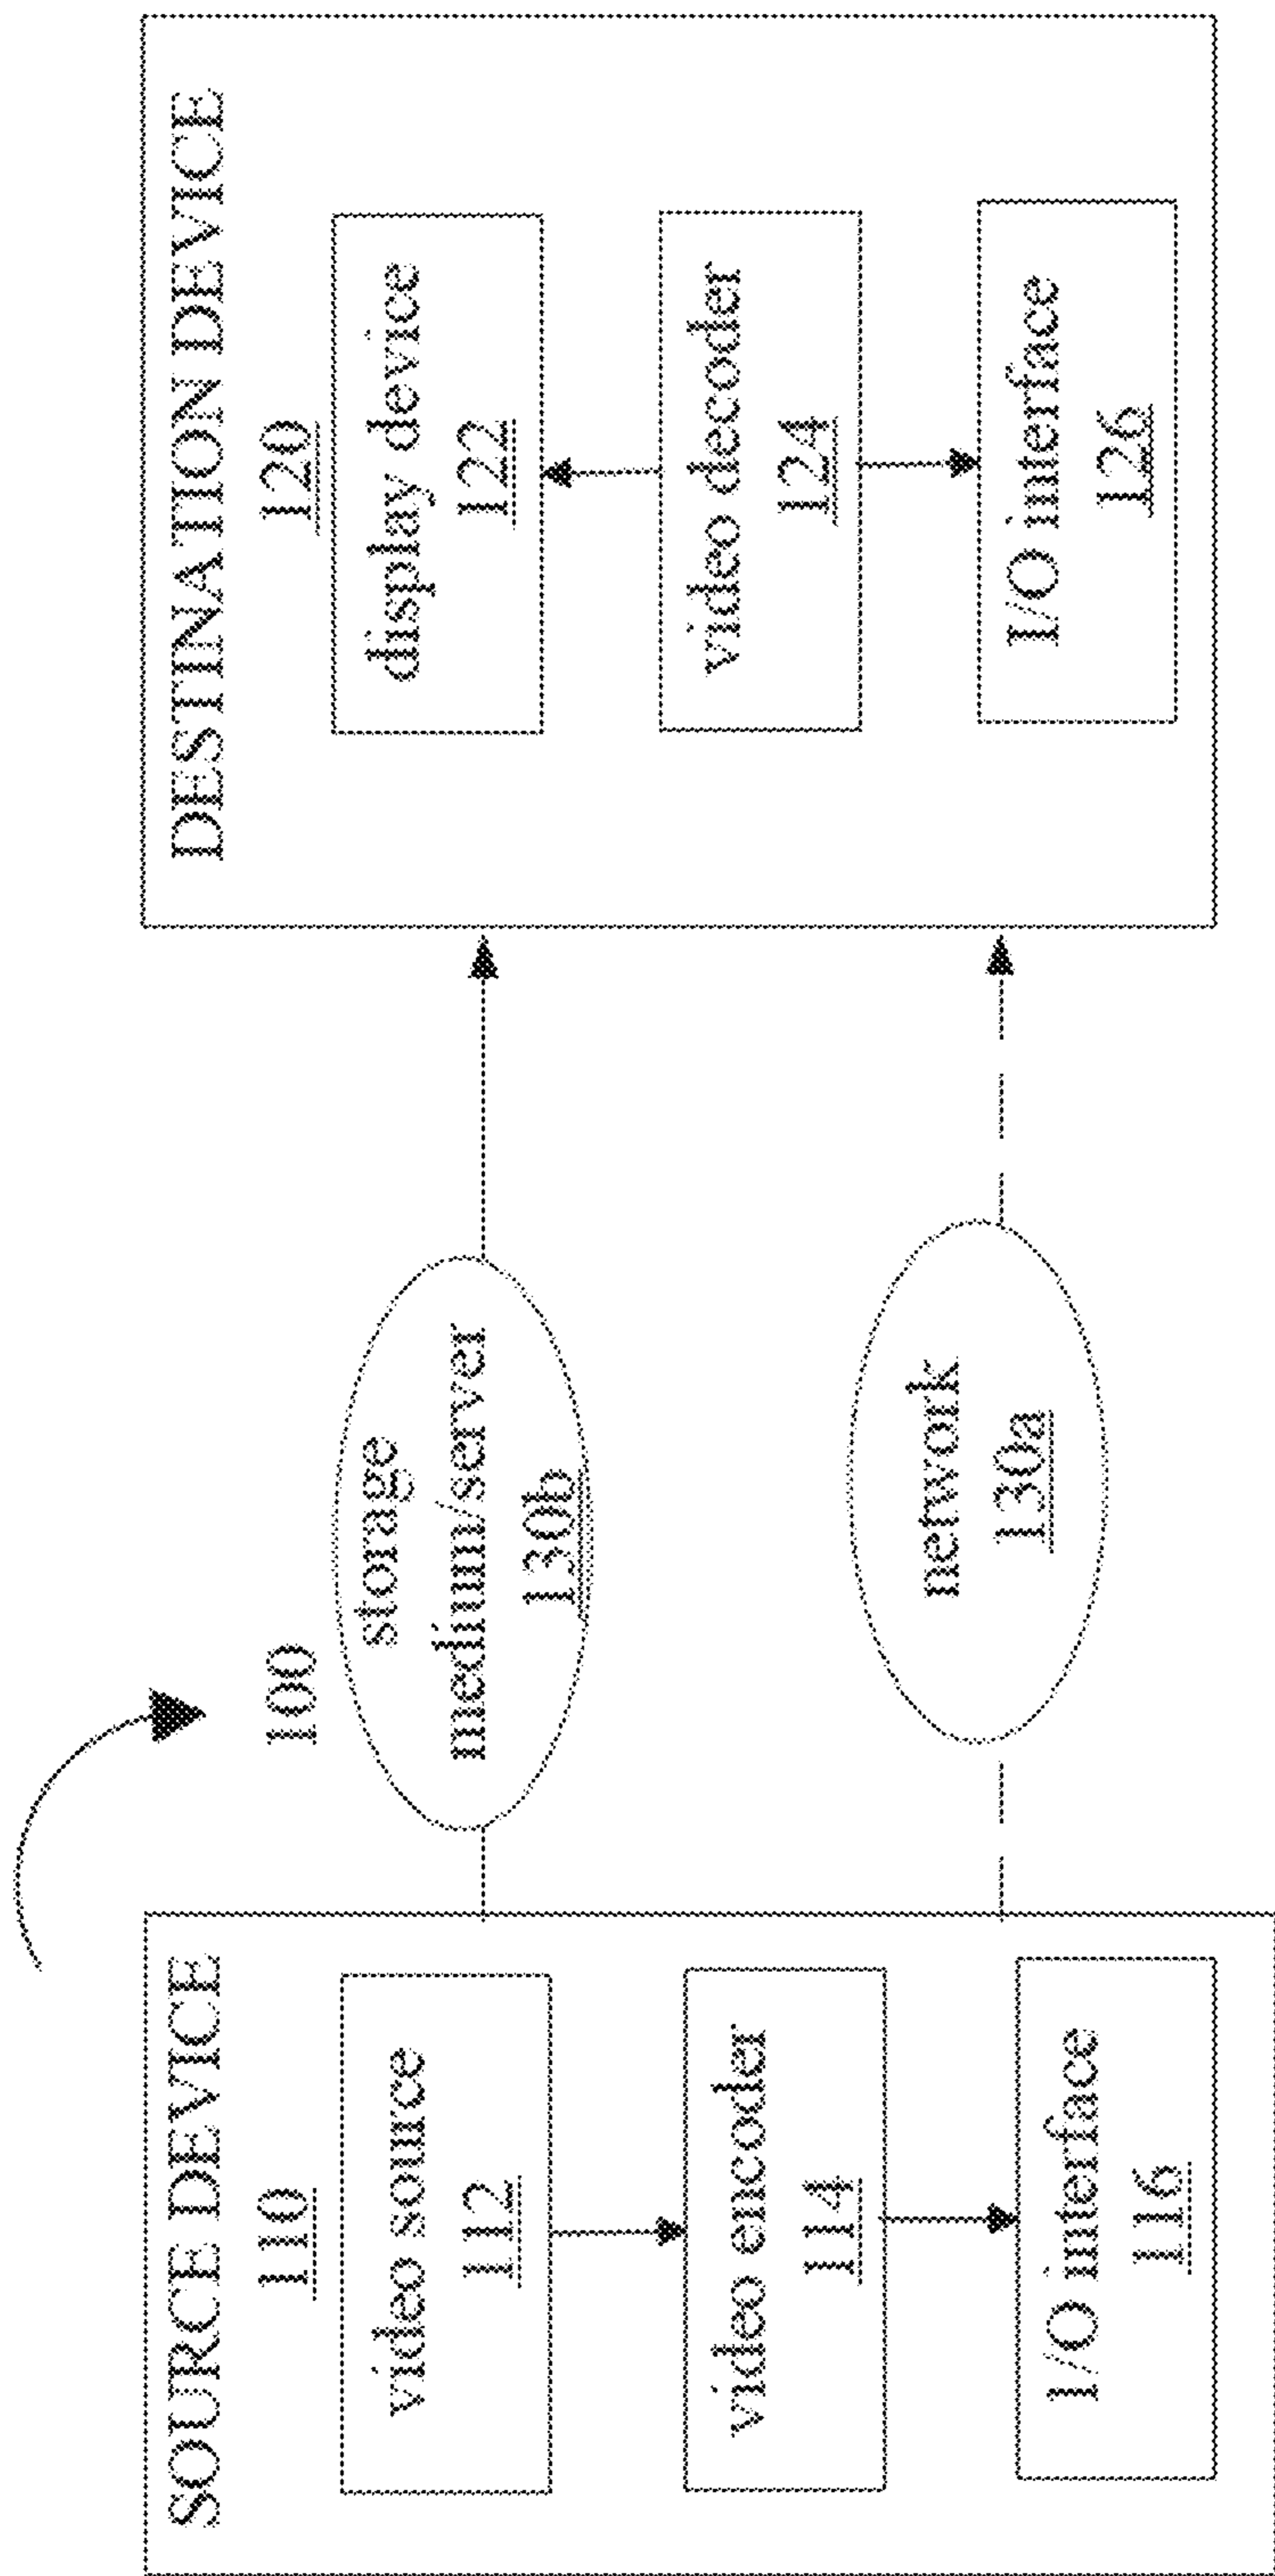 100
SOURCE DEVICE
110
video source
112
video encoder
114
I/O interface
116
storage
medium/server
130b
network
130a
DESTINATION DEVICE
120
display device
122
video decoder
124
I/O interface
126